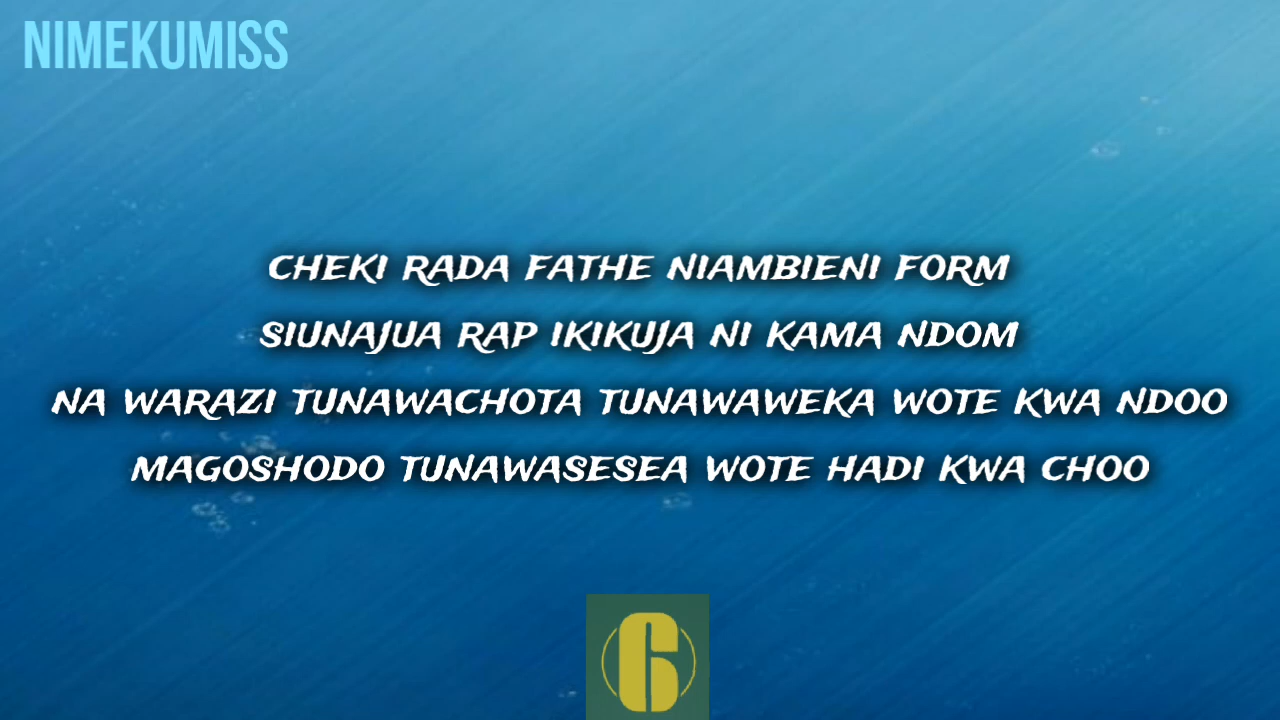 NIMEKUMISS
CHEKI RADA FATHE NIAMBIENI FORM
SIUNAJUA RAP IKIKUJA NI KAMA NDOM
NA WARAZI TUNAWACHOTA TUNAWAWEKA WOTE KWA NDOO
MAGOSHODO TUNAWASESEA WOTE HADI KWA CHOO
6